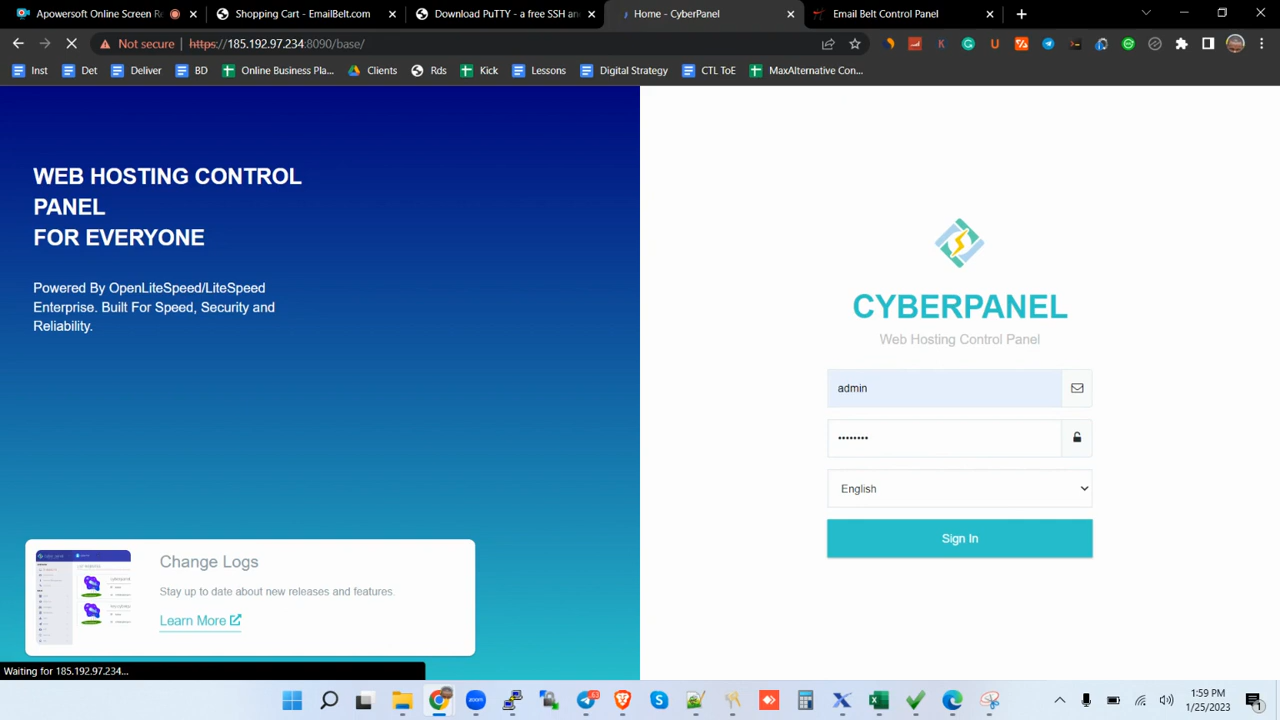 Apowersoft Online Screen Re
Shopping Cart - EmailBelt.com
Download PuTTY - a free SSH and
Home - CyberPanel
Email Belt Control Panel
Not secure
https://185.192.97.234:8090/base/
Inst
Det
Deliver
BD
Online Business Pla...
Clients
Rds
Kick
Lessons
Digital Strategy
CTL ToE
MaxAlternative Con...
WEB HOSTING CONTROL
PANEL
FOR EVERYONE
Powered By OpenLiteSpeed/LiteSpeed
Enterprise. Built For Speed, Security and
Reliability.
Change Logs
Stay up to date about new releases and features.
Learn More
Waiting for 185.192.97.234...
CYBERPANEL
Web Hosting Control Panel
admin
••••••••
English
Sign In
63
1:59 PM
1/25/2023
1